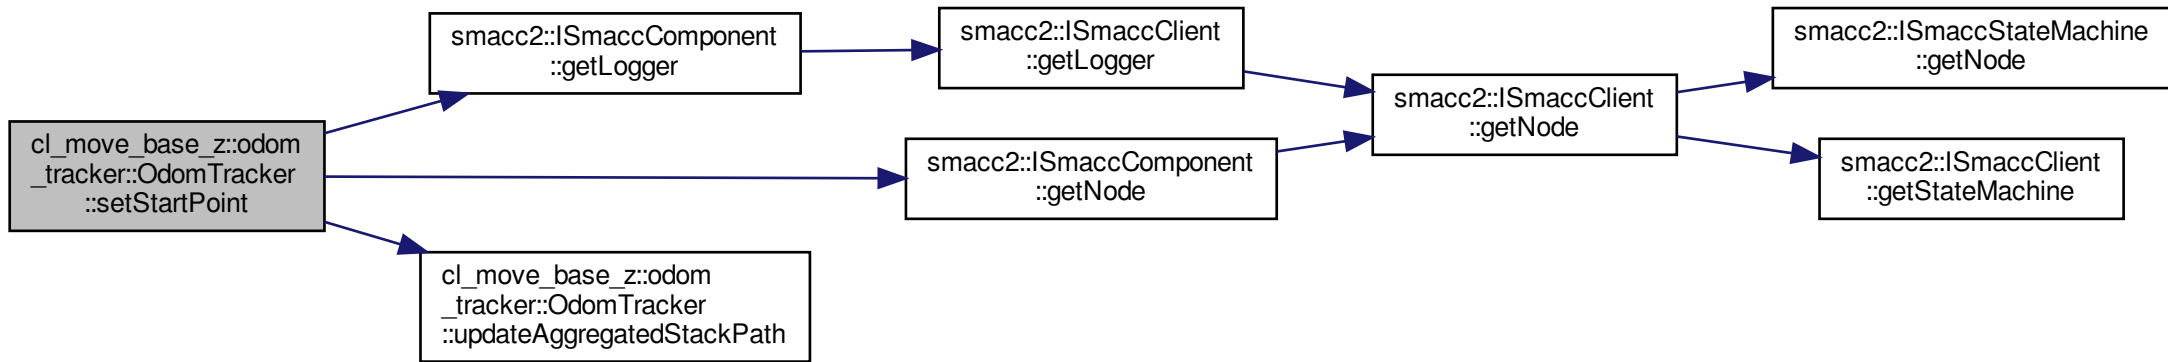 cl_move_base_z::odom
_tracker::OdomTracker
::setStartPoint
smacc2::ISmaccComponent
::getLogger
smacc2::ISmaccClient
::getLogger
smacc2::ISmaccComponent
::getNode
cl_move_base_z::odom
_tracker::OdomTracker
::updateAggregatedStackPath
smacc2::ISmaccClient
::getNode
smacc2::ISmaccStateMachine
::getNode
smacc2::ISmaccClient
::getStateMachine